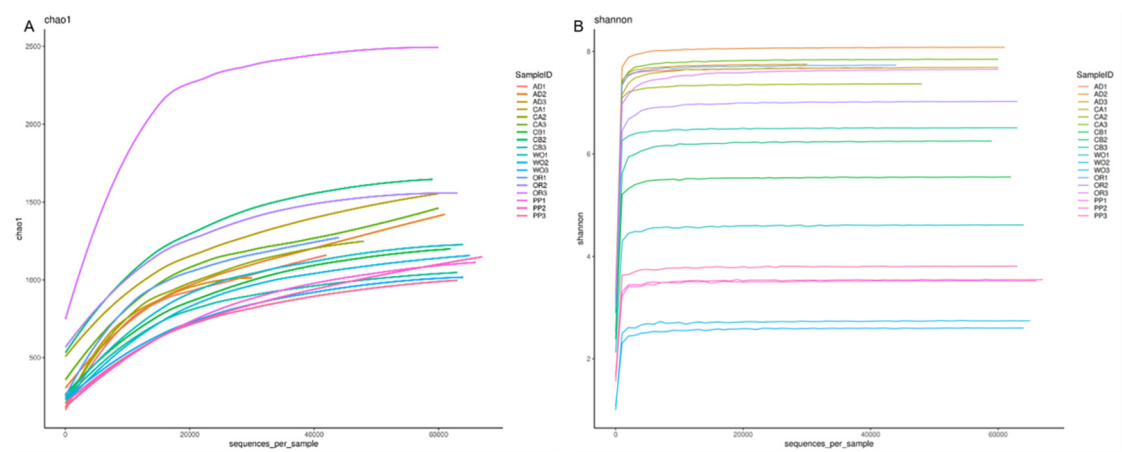 A
chao1
2500
2000
1500
1000
500
chao1
0
20000
40000
60000
sequences_per_sample
SampleID
AD1
AD2
AD3
CA1
CA2
CA3
CB1
CB2
CB3
WO1
WO2
WO3
OR1
OR2
OR3
PP1
PP2
PP3
B
shannon
8
6
4
2
shannon
0
20000
40000
60000
sequences_per_sample
SampleID
AD1
AD2
AD3
CA1
CA2
CA3
CB1
CB2
CB3
WO1
WO2
WO3
OR1
OR2
OR3
PP1
PP2
PP3